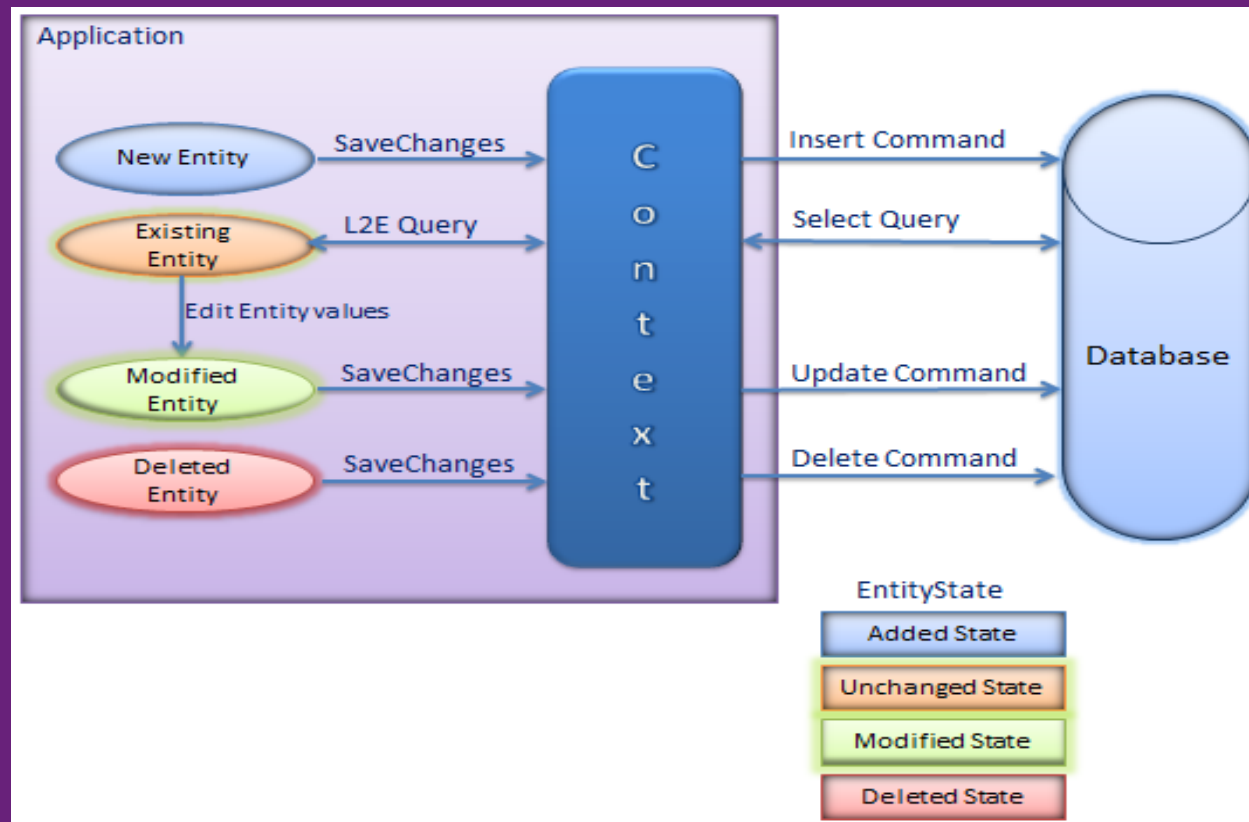 Application
New Entity
SaveChanges
Insert Command
Existing
Entity
L2E Query
Select Query
Edit Entity values
Modified
Entity
SaveChanges
Update Command
Deleted
Entity
SaveChanges
Delete Command
Context
Database
EntityState
Added State
Unchanged State
Modified State
Deleted State